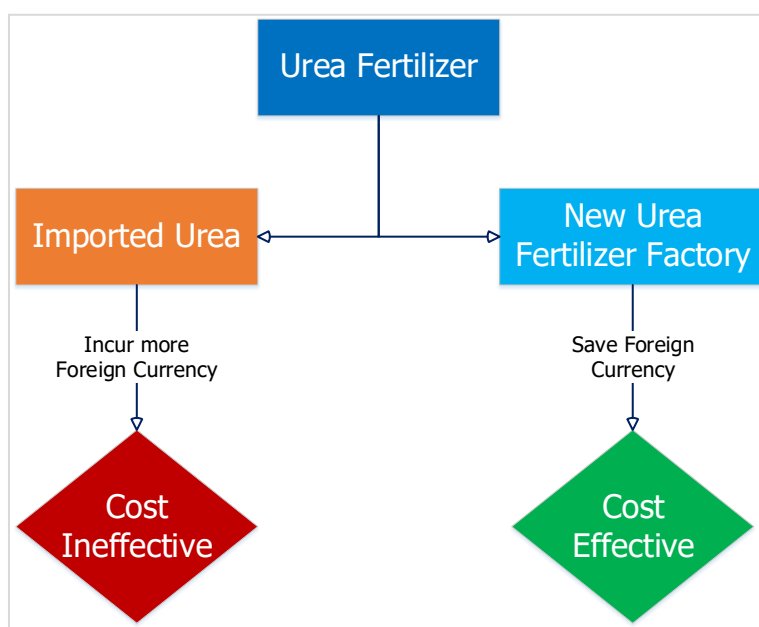 Urea Fertilizer
Imported Urea
New Urea
Fertilizer Factory
Incur more
Foreign Currency
Save Foreign
Currency
Cost
Ineffective
Cost
Effective